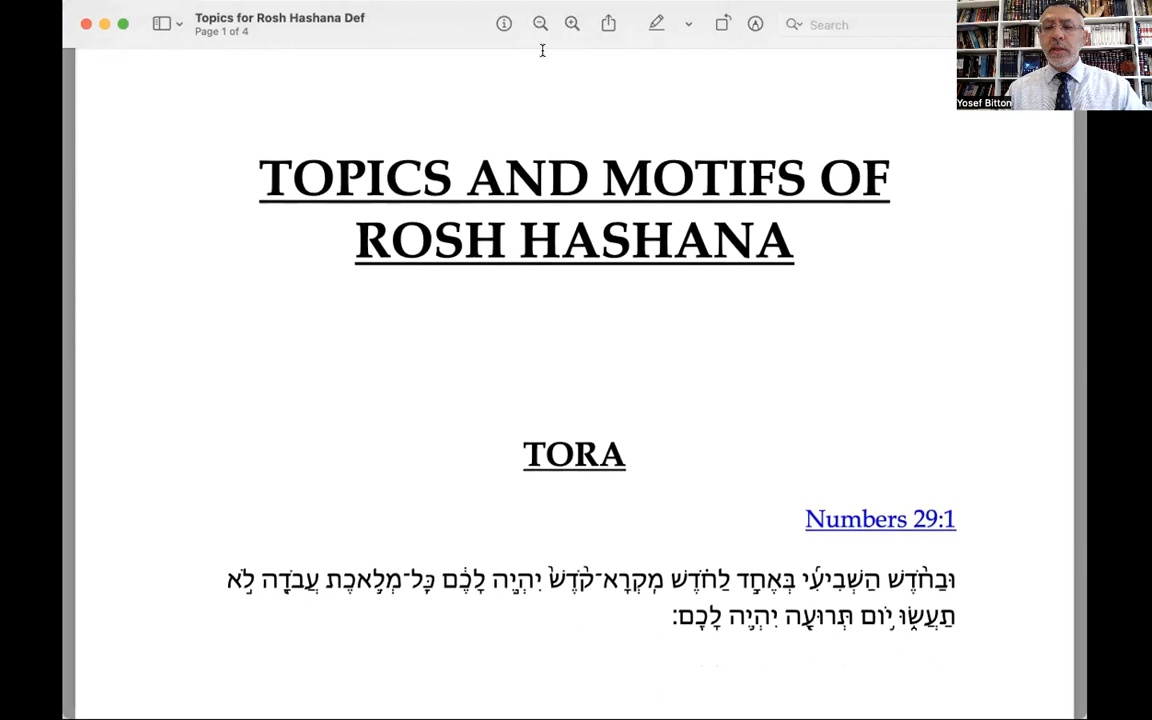 Topics for Rosh Hashana Def
Page 1 of 4
Search
Yosef Bitton
TOPICS AND MOTIFS OF
ROSH HASHANA
TORA
Numbers 29:1
וּבַחֹ֨דֶשׁ הַשְּׁבִיעִ֜י בְּאֶחָ֣ד לַחֹ֗דֶשׁ מִֽקְרָא־קֹ֙דֶשׁ֙ יִהְיֶ֣ה לָכֶ֔ם כׇּל־מְלֶ֥אכֶת עֲבֹדָ֖ה לֹ֣א
תַעֲשׂ֑וּ י֥וֹם תְּרוּעָ֖ה יִהְיֶ֥ה לָכֶֽם׃